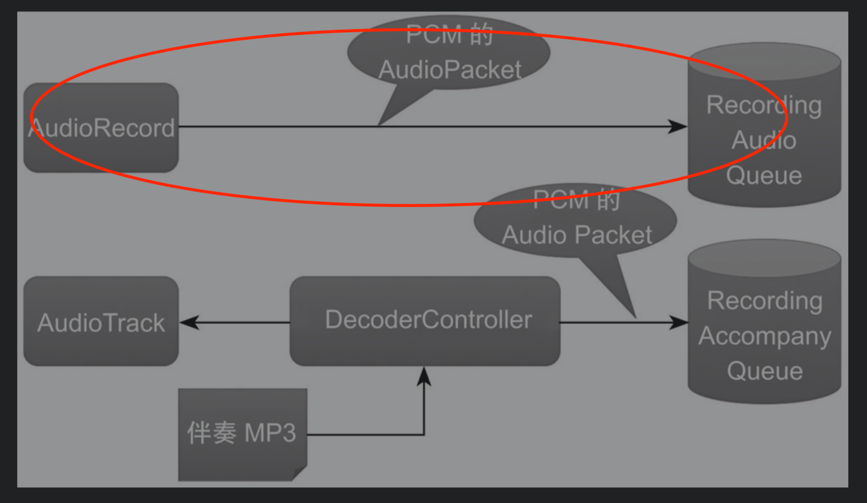 PCM 的
AudioPacket
AudioRecord
Recording
Audio
Queue
PCM 的
Audio Packet
AudioTrack
DecoderController
Recording
Accompany
Queue
伴奏 MP3